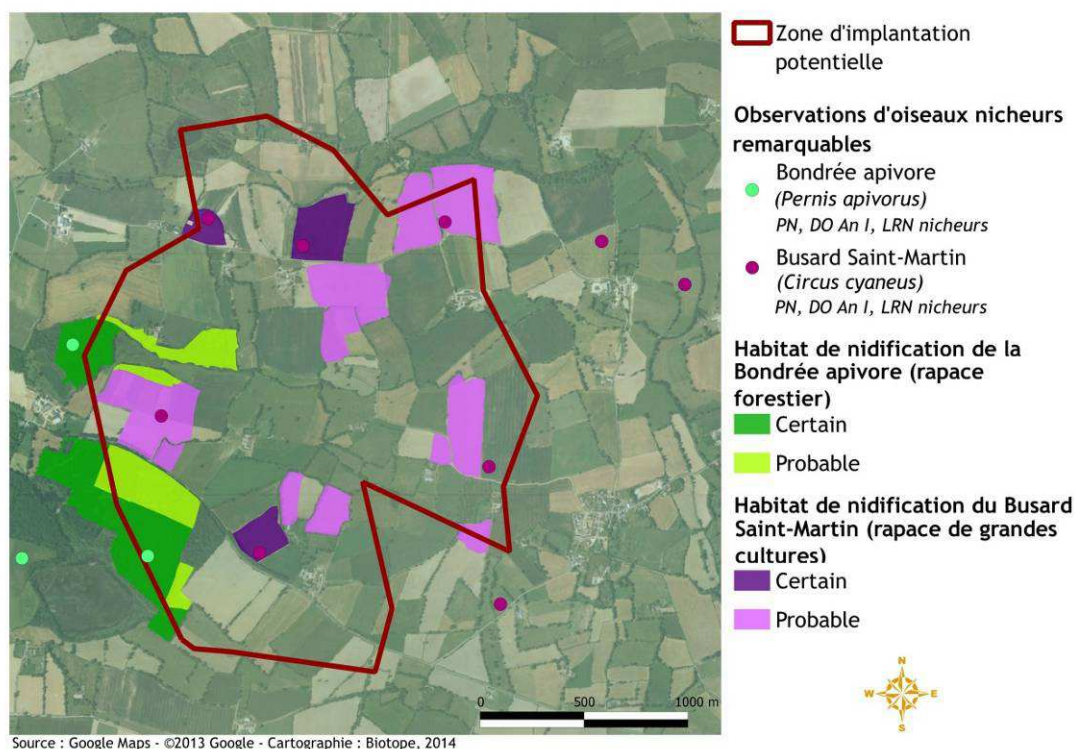 Zone d'implantation
potentielle
Observations d'oiseaux nicheurs
remarquables
Bondrée apivore
(Pernis apivorus)
PN, DO An I, LRN nicheurs
Busard Saint-Martin
(Circus cyaneus)
PN, DO An I, LRN nicheurs
Habitat de nidification de la
Bondrée apivore (rapace
forestier)
Certain
Probable
Habitat de nidification du Busard
Saint-Martin (rapace de grandes
cultures)
Certain
Probable
N
W E
S
0 500 1000 m
Source : Google Maps - ©2013 Google - Cartographie : Biotope, 2014